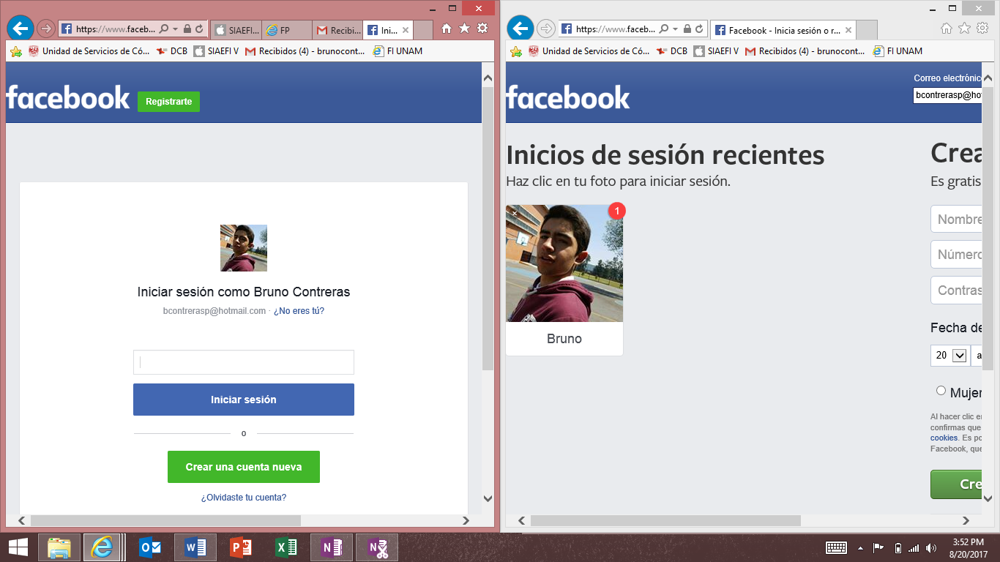 https://www.faceb...
SIAEFI...
FP
Recibi...
Ini...
Unidad de Servicios de Có...
DCB
SIAEFI V
Recibidos (4) - brunocont...
FI UNAM
facebook
Registrarte
Iniciar sesión como Bruno Contreras
bcontrerasp@hotmail.com · ¿No eres tú?
Iniciar sesión
o
Crear una cuenta nueva
¿Olvidaste tu cuenta?
https://www.faceb...
Facebook - Inicia sesión o r...
Unidad de Servicios de Có...
DCB
SIAEFI V
Recibidos (4) - brunocont...
FI UNAM
Correo electrónic
facebook
bcontrerasp@ho
Inicios de sesión recientes
Haz clic en tu foto para iniciar sesión.
1
Bruno
Crea
Es gratis
Nombre
Número
Contras
Fecha de
20
a
Mujer
Al hacer clic e
confirmas que
cookies. Es po
Facebook, que
Cre
3:52 PM
8/20/2017